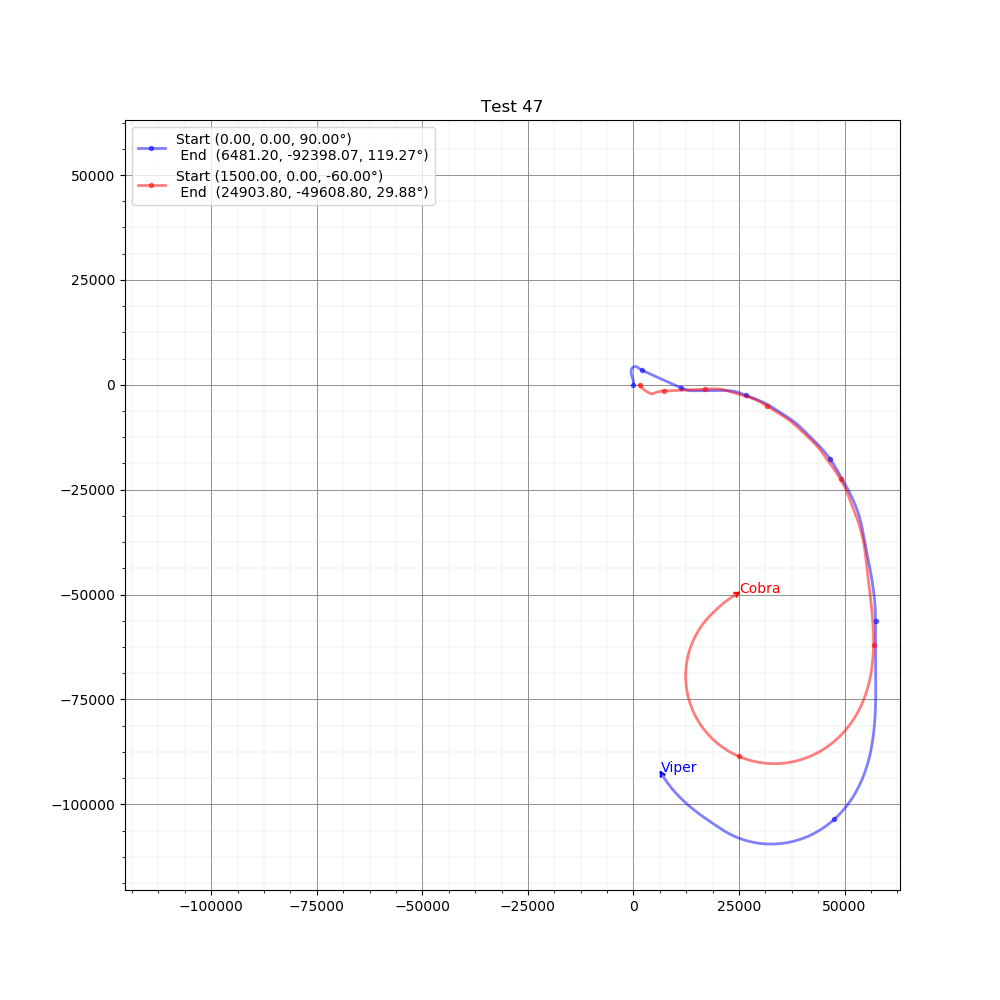 Test 47
Start (0.00, 0.00, 90.00°)
End (6481.20, -92398.07, 119.27°)
Start (1500.00, 0.00, -60.00°)
End (24903.80, -49608.80, 29.88°)
50000
25000
0
−25000
−50000
−75000
−100000
Cobra
Viper
−100000 −75000 −50000 −25000 0 25000 50000